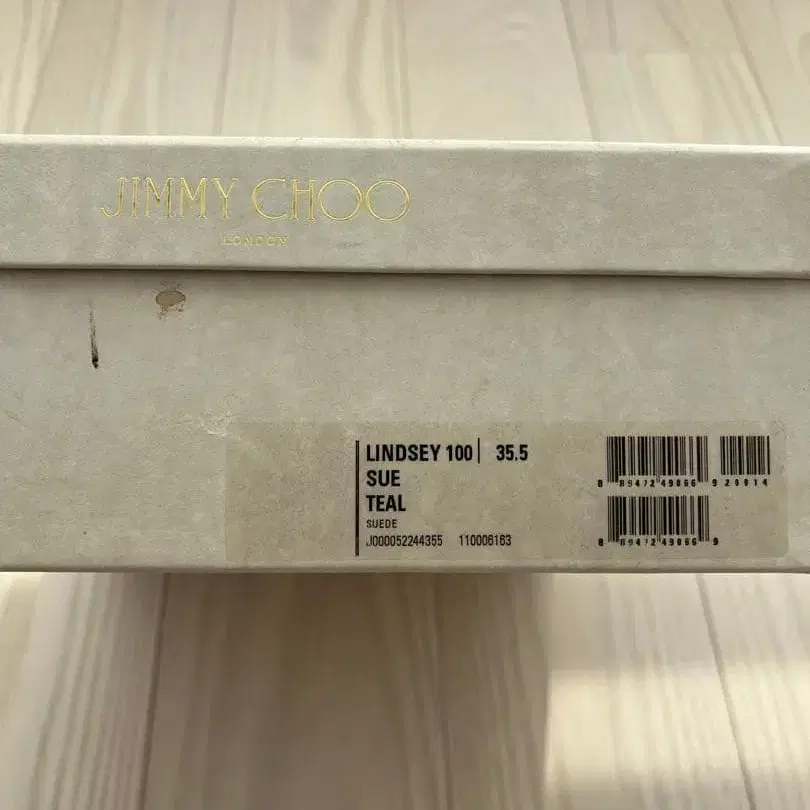 JIMMY CHOO
LONDON
LINDSEY 100 35.5
SUE
TEAL
SUEDE
J000052244355 110006163